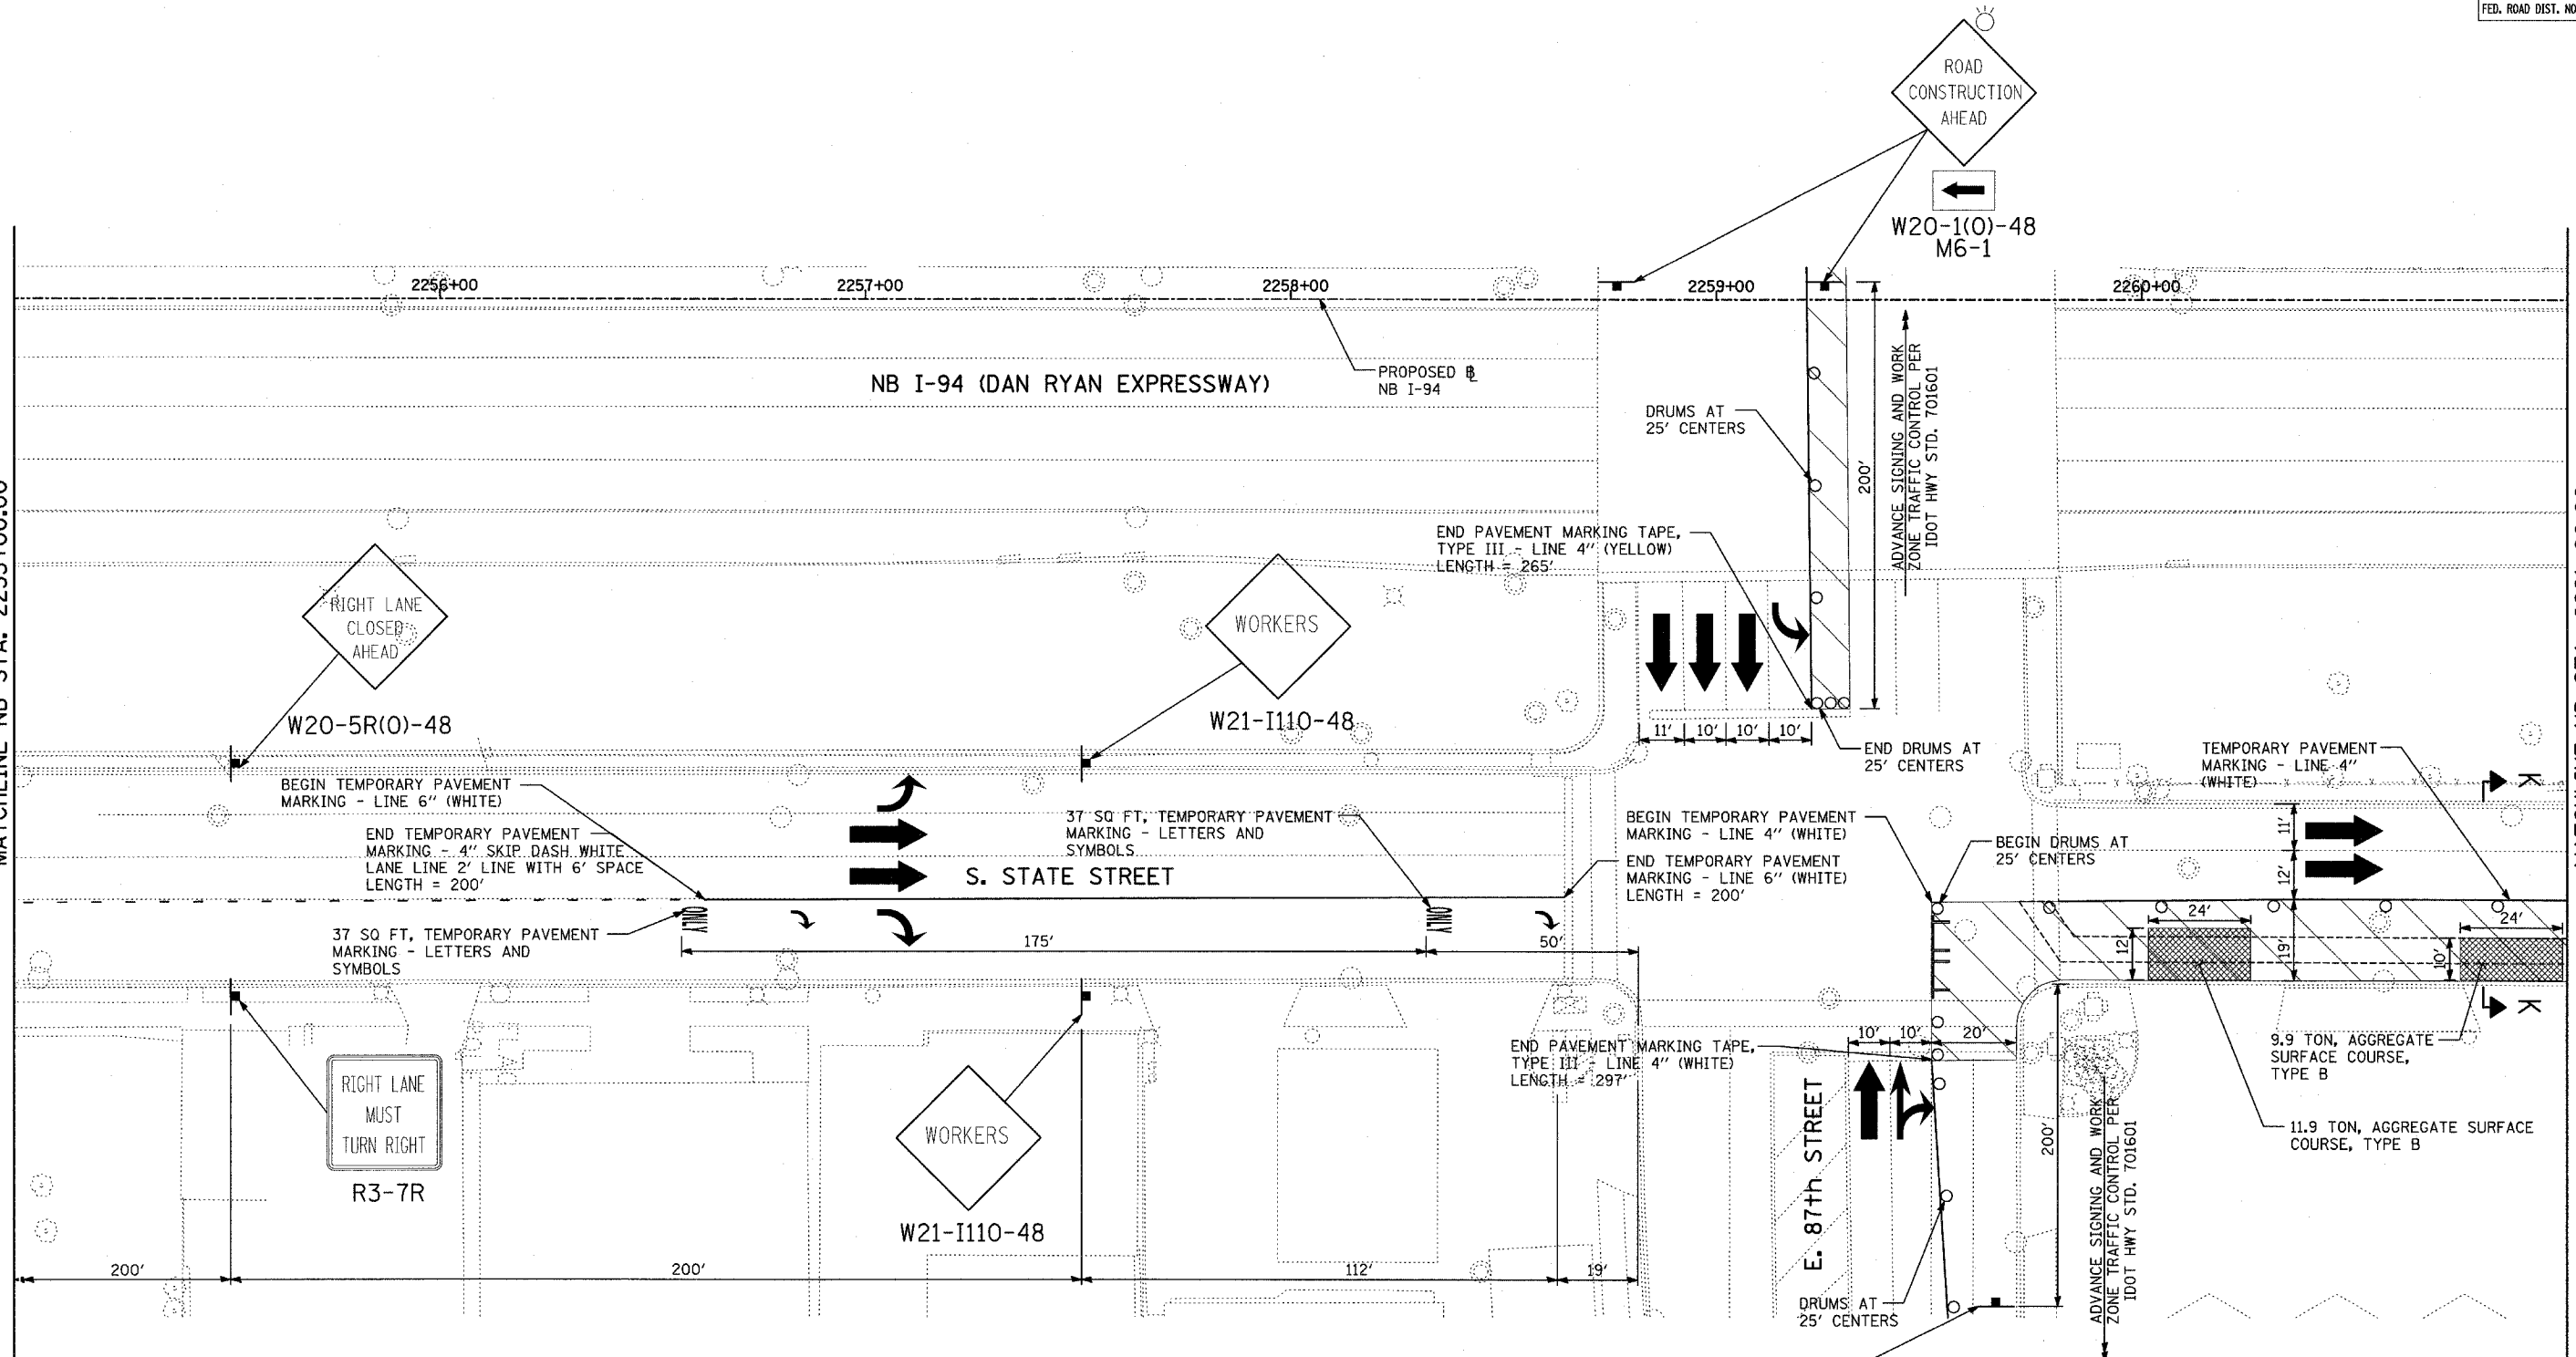 FED. ROAD DIST. NO
ROAD
CONSTRUCTION
AHEAD
W20-1(O)-48
M6-1
2256+00
2257+00
2258+00
2259+00
2260+00
NB I-94 (DAN RYAN EXPRESSWAY)
PROPOSED ℄
NB I-94
DRUMS AT
25' CENTERS
200'
ADVANCE SIGNING AND WORK
ZONE TRAFFIC CONTROL PER
IDOT HWY STD. 701601
END PAVEMENT MARKING TAPE,
TYPE III - LINE 4" (YELLOW)
LENGTH = 265'
RIGHT LANE
CLOSED
AHEAD
W20-5R(O)-48
WORKERS
W21-I110-48
11'
10'
10'
10'
END DRUMS AT
25' CENTERS
TEMPORARY PAVEMENT
MARKING - LINE 4"
(WHITE)
K
BEGIN TEMPORARY PAVEMENT
MARKING - LINE 6" (WHITE)
END TEMPORARY PAVEMENT
MARKING - 4" SKIP DASH WHITE
LANE LINE 2' LINE WITH 6' SPACE
LENGTH = 200'
37 SQ FT, TEMPORARY PAVEMENT
MARKING - LETTERS AND
SYMBOLS
S. STATE STREET
BEGIN TEMPORARY PAVEMENT
MARKING - LINE 4" (WHITE)
END TEMPORARY PAVEMENT
MARKING - LINE 6" (WHITE)
LENGTH = 200'
BEGIN DRUMS AT
25' CENTERS
11'
12'
ONLY
ONLY
37 SQ FT, TEMPORARY PAVEMENT
MARKING - LETTERS AND
SYMBOLS
175'
50'
24'
12'
19'
24'
10'
K
RIGHT LANE
MUST
TURN RIGHT
R3-7R
WORKERS
W21-I110-48
END PAVEMENT MARKING TAPE,
TYPE III - LINE 4" (WHITE)
LENGTH = 297'
10'
10'
20'
E. 87th STREET
9.9 TON, AGGREGATE
SURFACE COURSE,
TYPE B
11.9 TON, AGGREGATE SURFACE
COURSE, TYPE B
200'
ADVANCE SIGNING AND WORK
ZONE TRAFFIC CONTROL PER
IDOT HWY STD. 701601
200'
200'
112'
19'
DRUMS AT
25' CENTERS